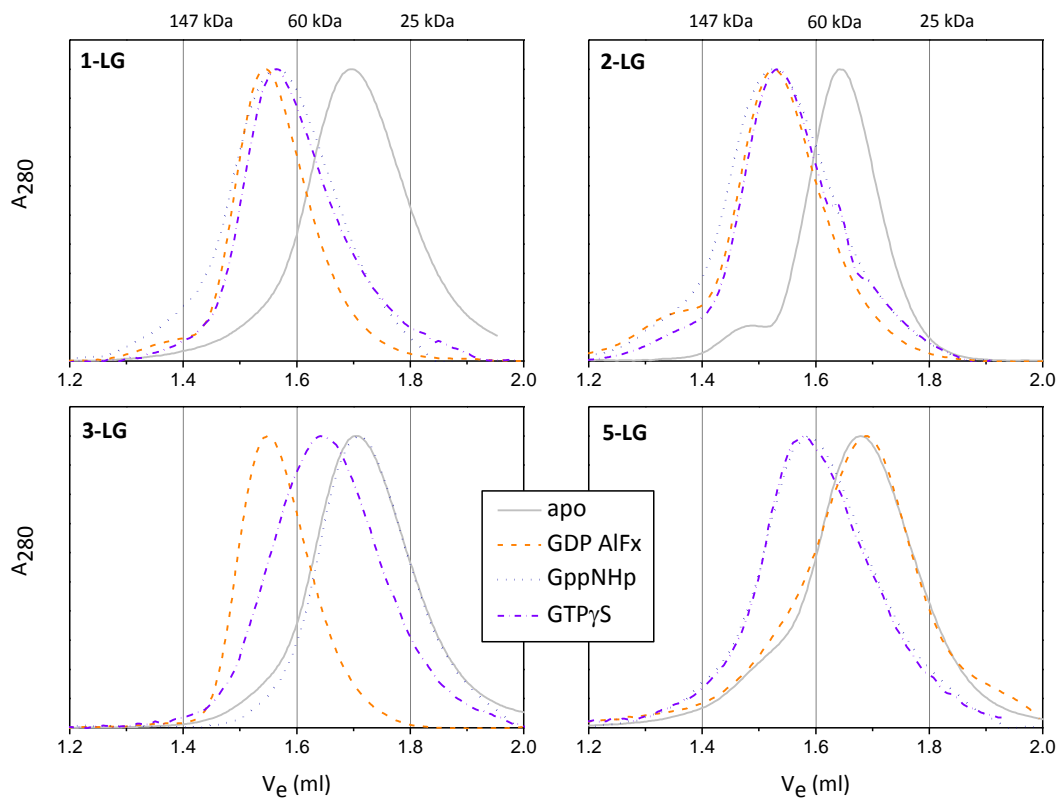 147 kDa 60 kDa 25 kDa 147 kDa 60 kDa 25 kDa
1-LG 2-LG
A280
1.2 1.4 1.6 1.8 2.0 1.2 1.4 1.6 1.8 2.0
3-LG 5-LG
A280
apo
GDP AlFx
GppNHp
GTPγS
1.2 1.4 1.6 1.8 2.0 1.2 1.4 1.6 1.8 2.0
Ve (ml) Ve (ml)